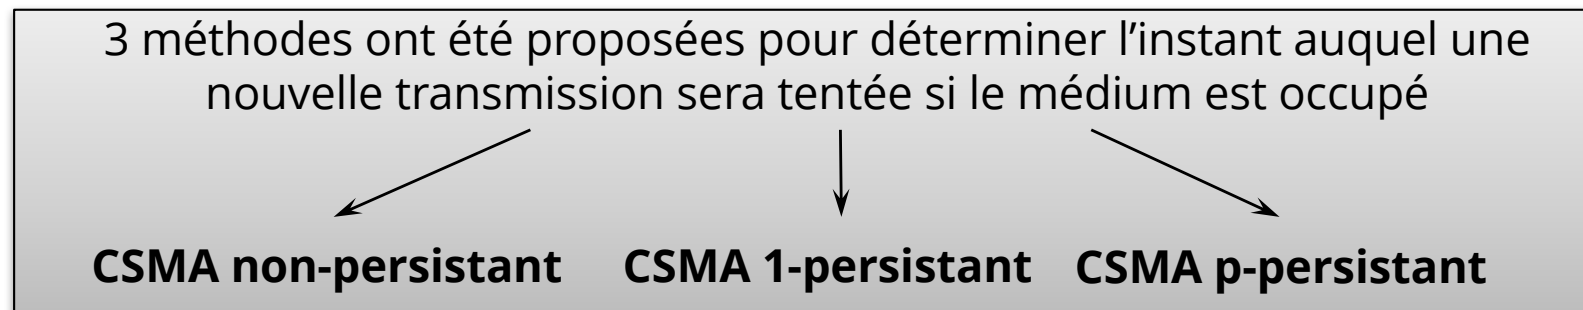 3 méthodes ont été proposées pour déterminer l’instant auquel une
nouvelle transmission sera tentée si le médium est occupé
CSMA non-persistant CSMA 1-persistant CSMA p-persistant